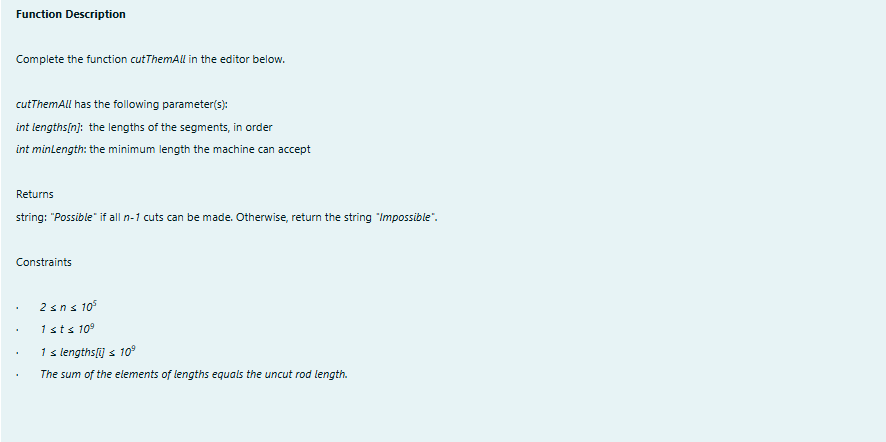 Function Description
Complete the function cutThemAll in the editor below.
cutThemAll has the following parameter(s):
int lengths[n]: the lengths of the segments, in order
int minLength: the minimum length the machine can accept
Returns
string: "Possible" if all n-1 cuts can be made. Otherwise, return the string "Impossible".
Constraints
· 2 ≤ n ≤ 10⁵
· 1 ≤ t ≤ 10⁹
· 1 ≤ lengths[i] ≤ 10⁹
· The sum of the elements of lengths equals the uncut rod length.